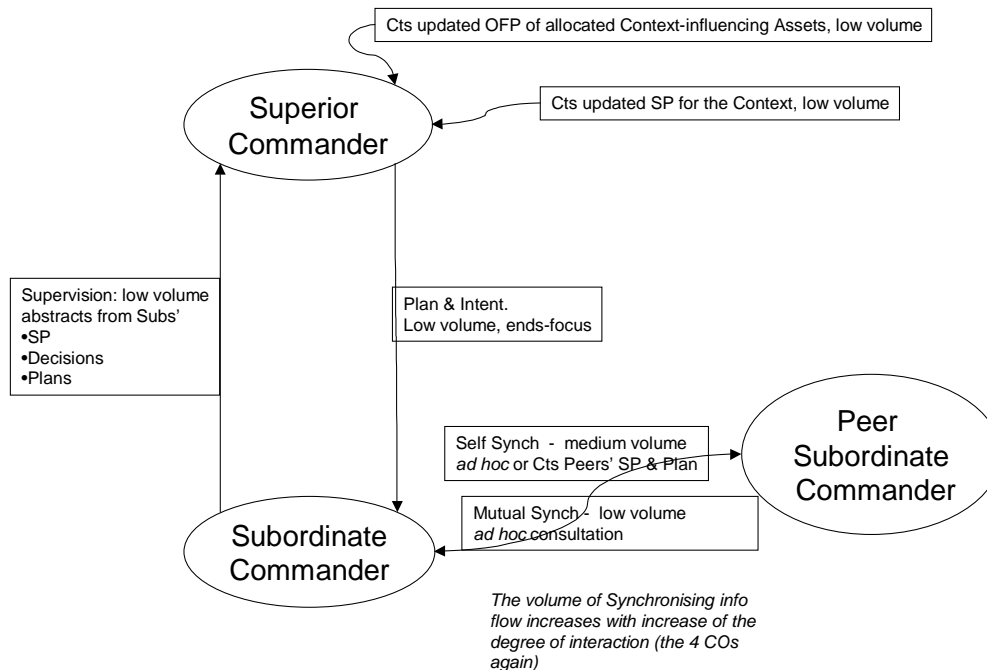 Cts updated OFP of allocated Context-influencing Assets, low volume
Cts updated SP for the Context, low volume
Superior
Commander
Supervision: low volume
abstracts from Subs'
•SP
•Decisions
•Plans
Plan & Intent.
Low volume, ends-focus
Peer
Subordinate
Commander
Self Synch - medium volume
ad hoc or Cts Peers' SP & Plan
Mutual Synch - low volume
ad hoc consultation
Subordinate
Commander
The volume of Synchronising info
flow increases with increase of the
degree of interaction (the 4 COs
again)